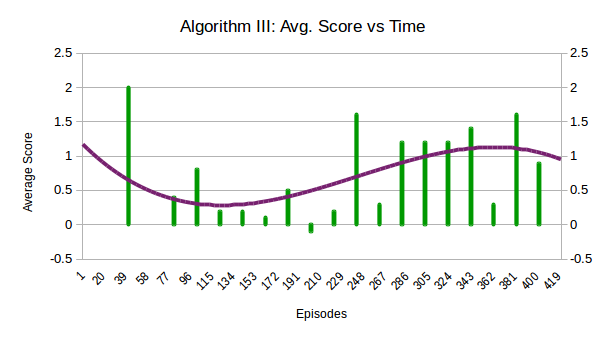 Algorithm III: Avg. Score vs Time
2.5 2.5
2 2
1.5 1.5
1 1
0.5 0.5
0 0
-0.5 -0.5
Average Score
1 20 39 58 77 96 115 134 153 172 191 210 229 248 267 286 305 324 343 362 381 400 419
Episodes